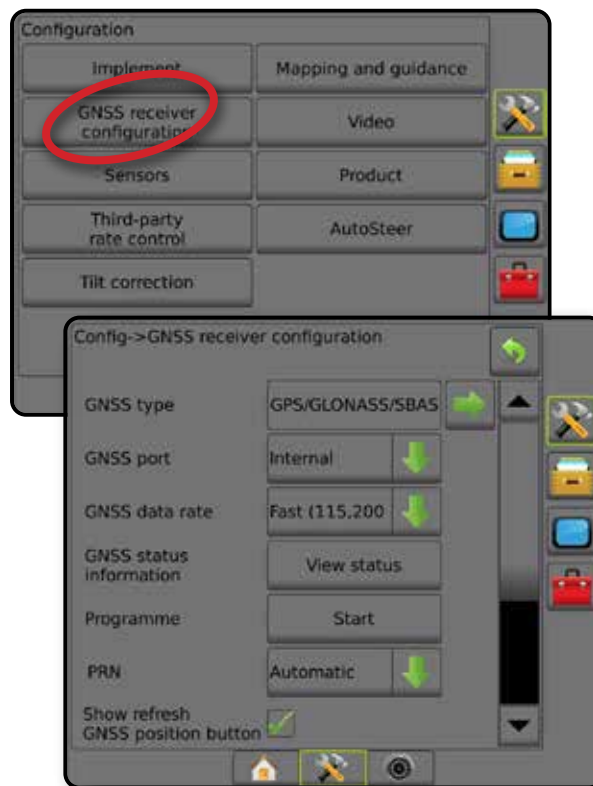 Configuration
Implement
Mapping and guidance
GNSS receiver
configuration
Video
Sensors
Product
Third-party
rate control
AutoSteer
Tilt correction
Config->GNSS receiver configuration
GNSS type
GPS/GLONASS/SBAS
GNSS port
Internal
GNSS data rate
Fast (115,200
GNSS status
information
View status
Programme
Start
PRN
Automatic
Show refresh
GNSS position button